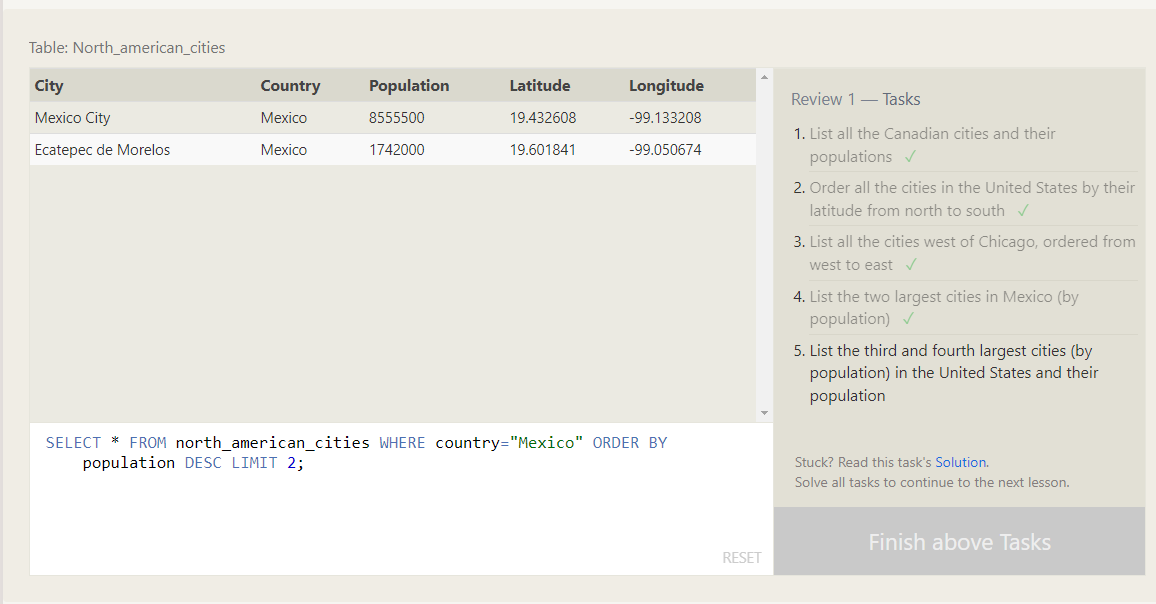 Table: North_american_cities
City Country Population Latitude Longitude
Mexico City Mexico 8555500 19.432608 -99.133208
Ecatepec de Morelos Mexico 1742000 19.601841 -99.050674
SELECT * FROM north_american_cities WHERE country="Mexico" ORDER BY
population DESC LIMIT 2;
RESET
Review 1 — Tasks
1. List all the Canadian cities and their
populations ✓
2. Order all the cities in the United States by their
latitude from north to south ✓
3. List all the cities west of Chicago, ordered from
west to east ✓
4. List the two largest cities in Mexico (by
population) ✓
5. List the third and fourth largest cities (by
population) in the United States and their
population
Stuck? Read this task's Solution.
Solve all tasks to continue to the next lesson.
Finish above Tasks